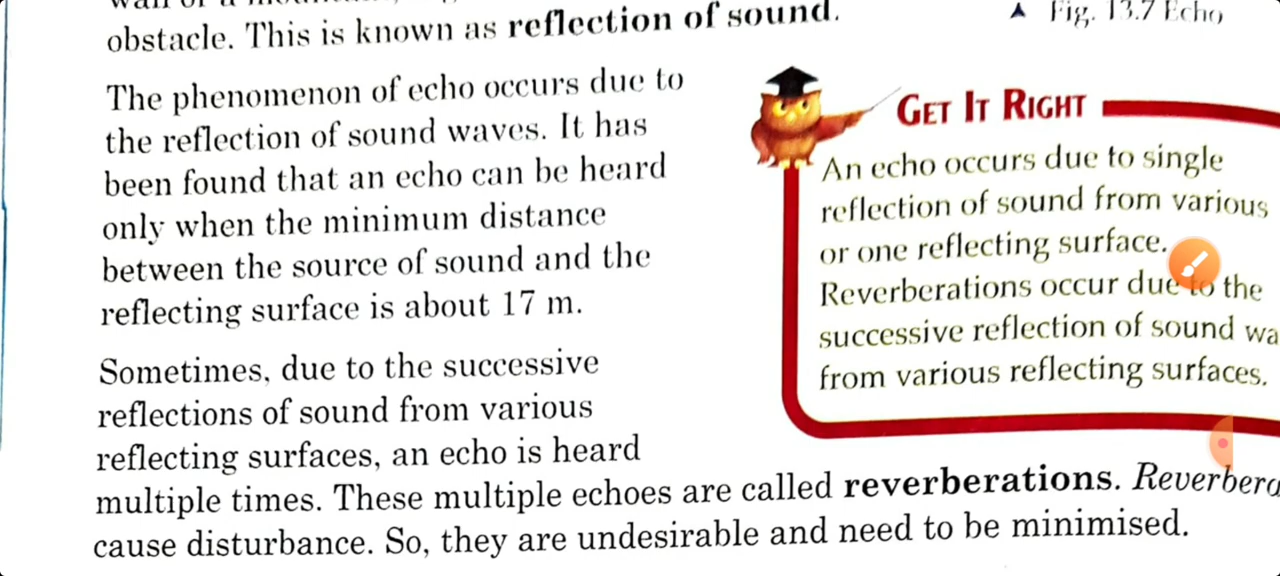 obstacle. This is known as reflection of sound.
Fig. 13.7 Echo
The phenomenon of echo occurs due to
the reflection of sound waves. It has
been found that an echo can be heard
only when the minimum distance
between the source of sound and the
reflecting surface is about 17 m.
Sometimes, due to the successive
reflections of sound from various
reflecting surfaces, an echo is heard
multiple times. These multiple echoes are called reverberations.
cause disturbance. So, they are undesirable and need to be minimised.
GET IT RIGHT
An echo occurs due to single
reflection of sound from various
or one reflecting surface.
Reverberations occur due to the
successive reflection of sound
from various reflecting surfaces.